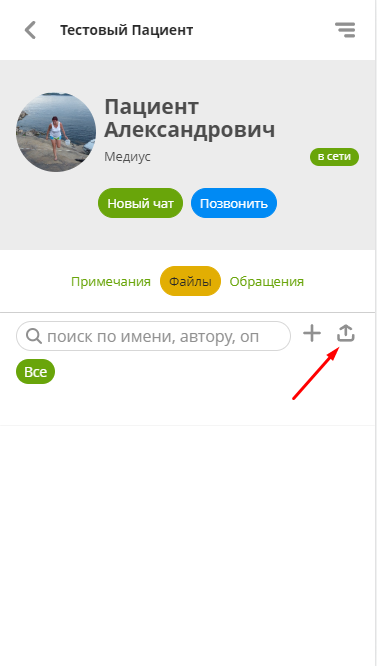 Тестовый Пациент
Пациент
Александрович
Медиус
в сети
Новый чат
Позвонить
Примечания
Файлы
Обращения
поиск по имени, автору, оп
Все